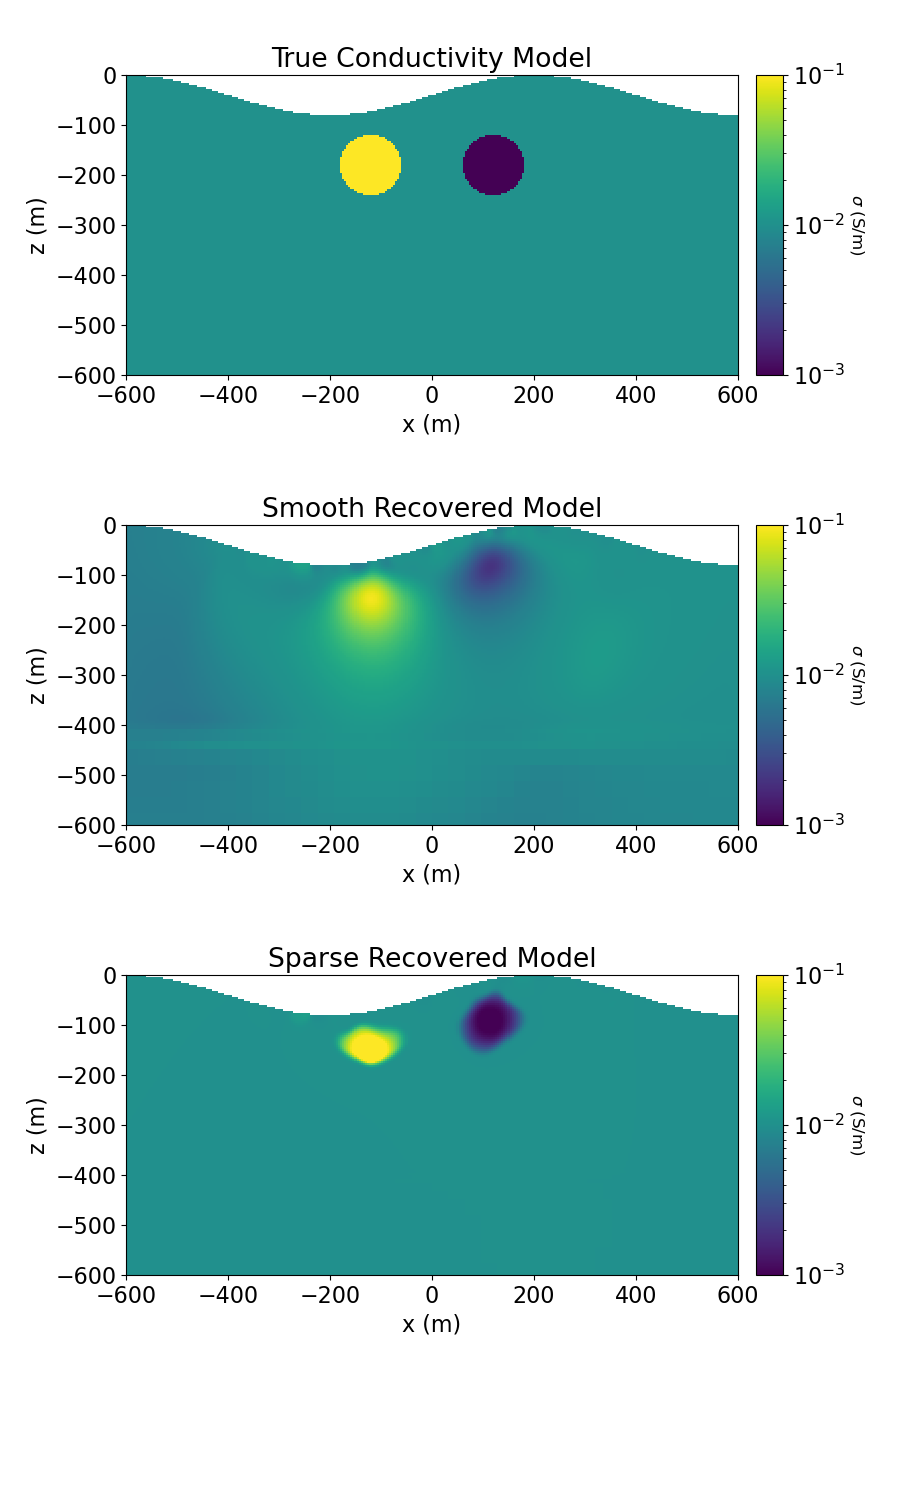 True Conductivity Model
0
−100
−200
−300
−400
−500
−600
z (m)
−600 −400 −200 0 200 400 600
x (m)
10⁻¹
10⁻²
10⁻³
σ (S/m)
Smooth Recovered Model
0
−100
−200
−300
−400
−500
−600
z (m)
−600 −400 −200 0 200 400 600
x (m)
10⁻¹
10⁻²
10⁻³
σ (S/m)
Sparse Recovered Model
0
−100
−200
−300
−400
−500
−600
z (m)
−600 −400 −200 0 200 400 600
x (m)
10⁻¹
10⁻²
10⁻³
σ (S/m)